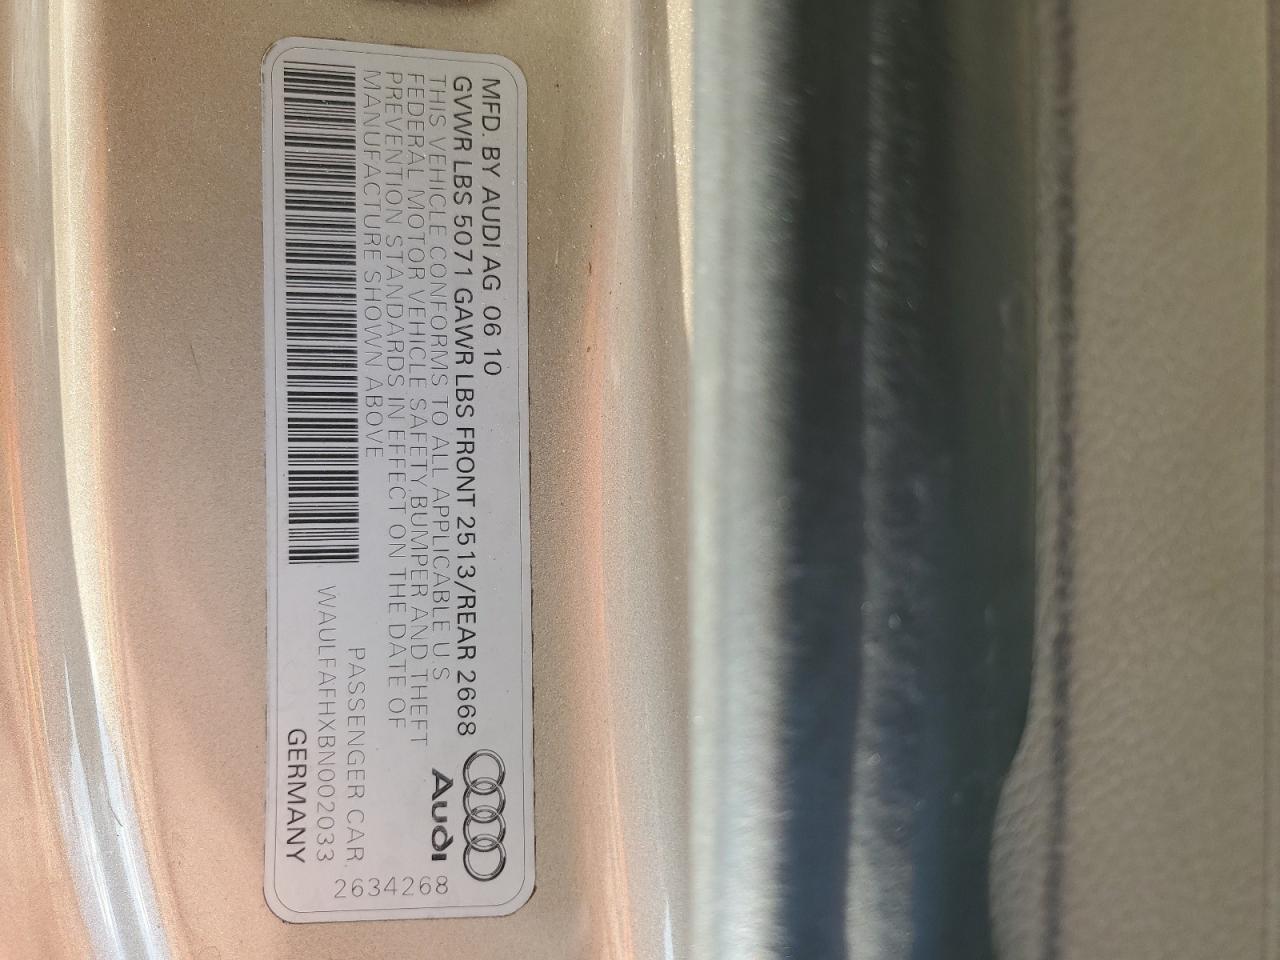 MFD. BY AUDI AG 06 10
GVWR LBS 5071 GAWR LBS FRONT 2513/REAR 2668
THIS VEHICLE CONFORMS TO ALL APPLICABLE U S
FEDERAL MOTOR VEHICLE SAFETY,BUMPER AND THEFT
PREVENTION STANDARDS IN EFFECT ON THE DATE OF
MANUFACTURE SHOWN ABOVE
Audi
PASSENGER CAR.
WAULFAFHXBN002033
GERMANY
2634268